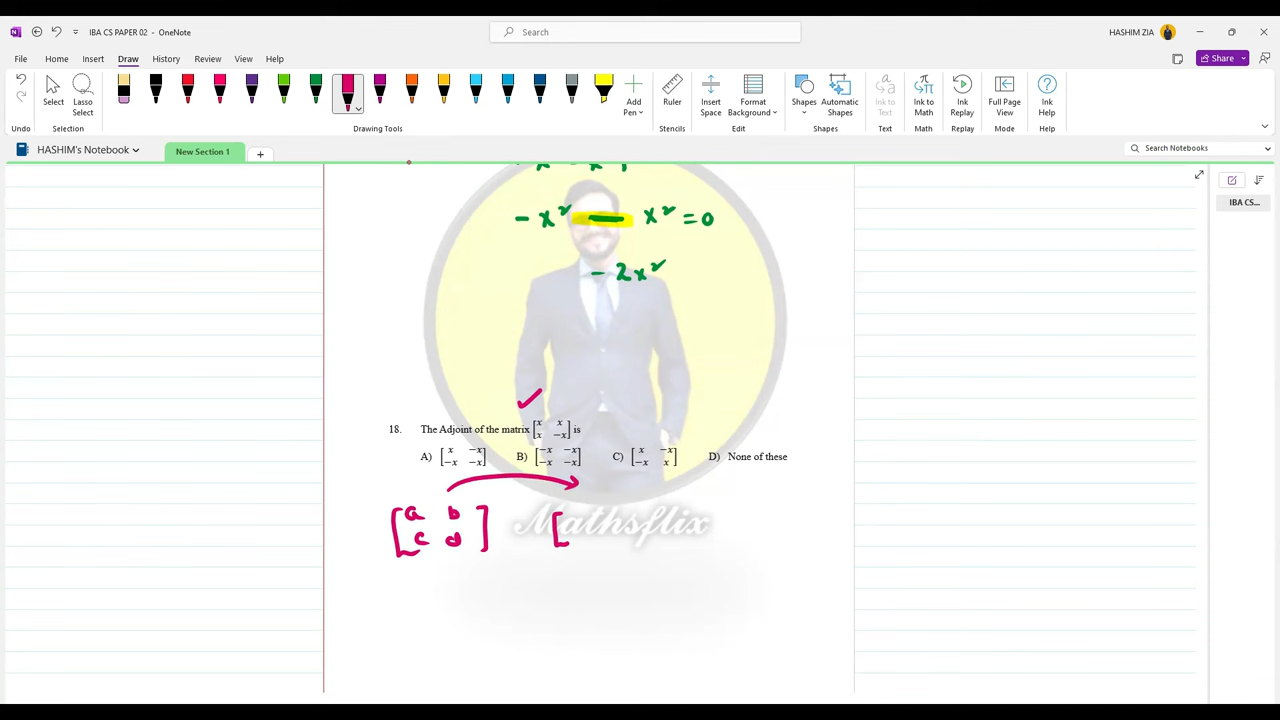 IBA CS PAPER 02 - OneNote
Search
HASHIM ZIA
File Home Insert Draw History Review View Help
Share
Undo
Select
Lasso Select
Add Pen
Ruler
Insert Space
Format Background
Shapes
Automatic Shapes
Ink to Text
Ink to Math
Ink Replay
Full Page View
Ink Help
Undo Selection Drawing Tools Stencils Edit Shapes Text Math Replay Mode Help
HASHIM's Notebook
New Section 1
+
Search Notebooks
IBA CS...
- x² - x² = 0
- 2x²
18. The Adjoint of the matrix [x x x -x] is
A) [x -x -x -x] B) [-x -x -x -x] C) [x -x -x x] D) None of these
[a b
c d] [
Mathsflix